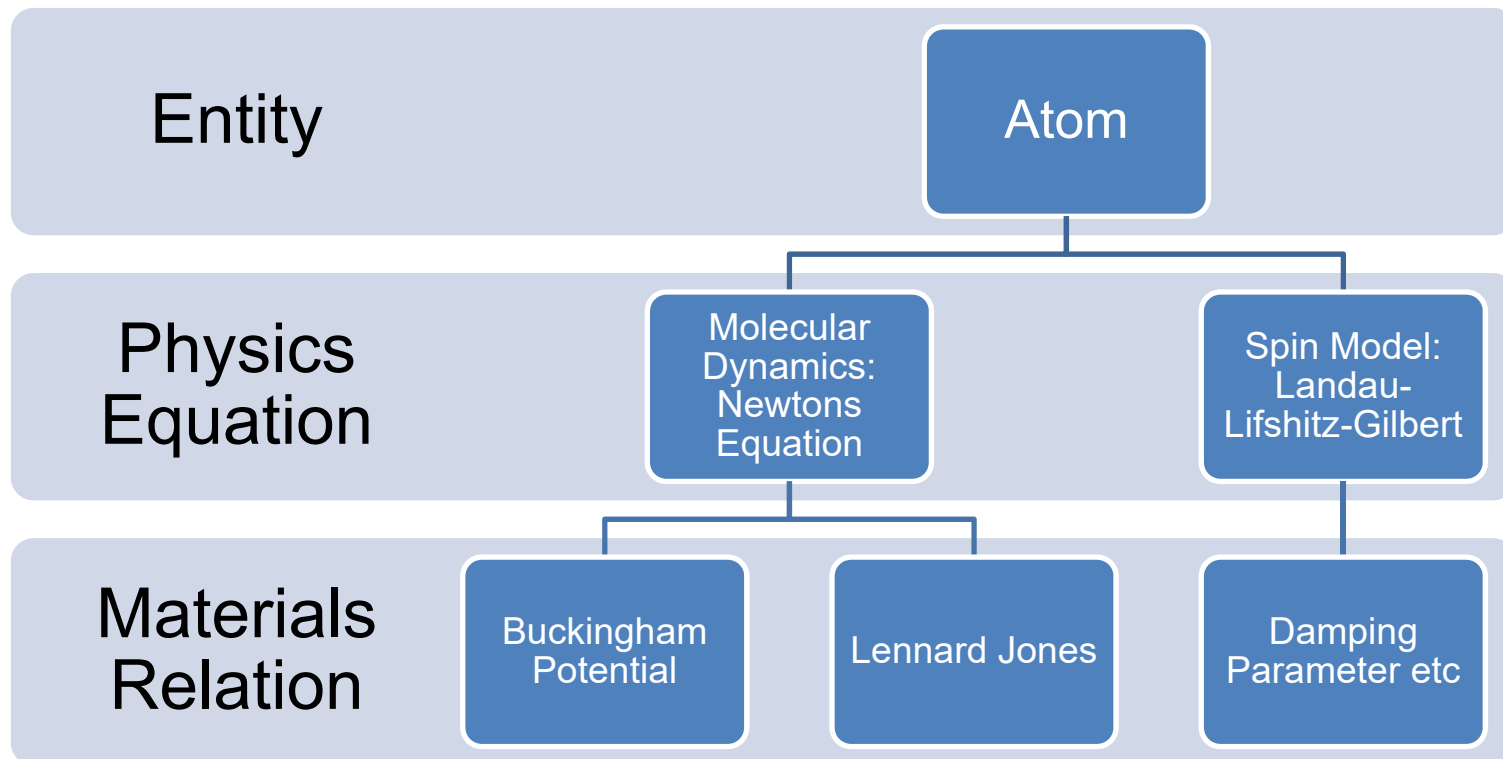 Entity
Atom
Physics
Equation
Molecular
Dynamics:
Newtons
Equation
Spin Model:
Landau-
Lifshitz-Gilbert
Materials
Relation
Buckingham
Potential
Lennard Jones
Damping
Parameter etc